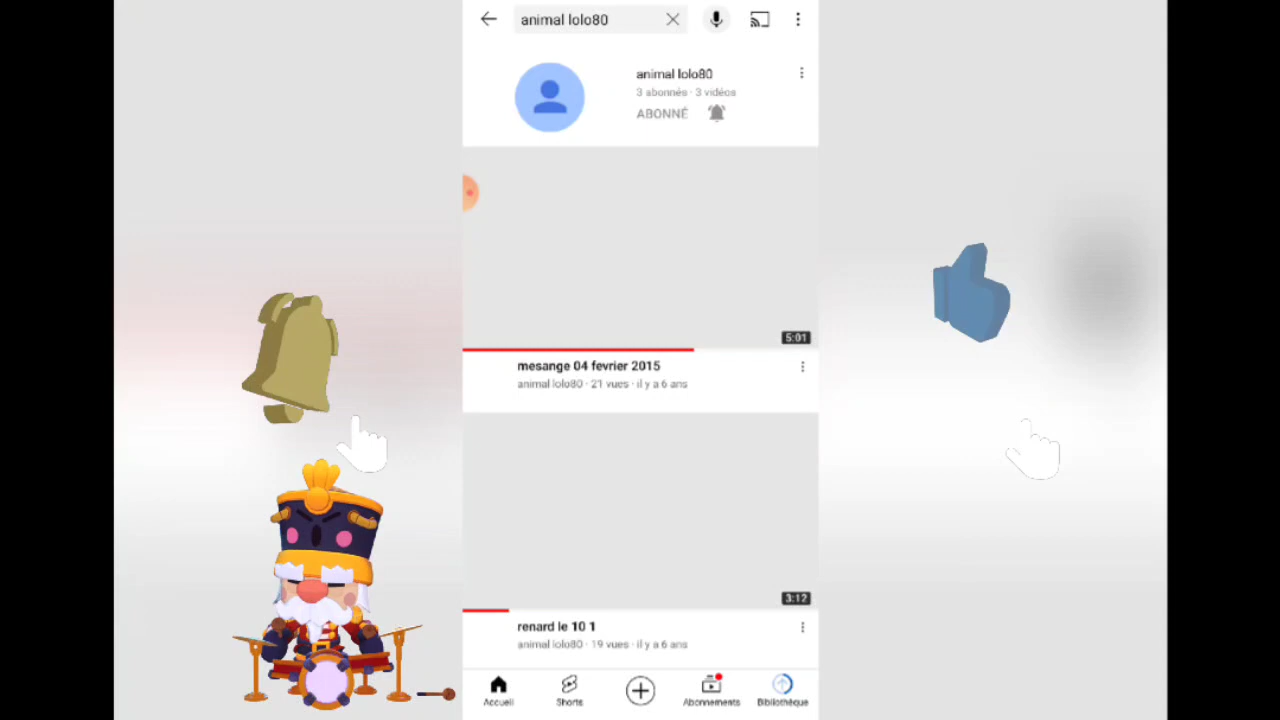 animal lolo80
animal lolo80
3 abonnés · 3 vidéos
ABONNÉ
5:01
mesange 04 fevrier 2015
animal lolo80 · 21 vues · il y a 6 ans
3:12
renard le 10 1
animal lolo80 · 19 vues · il y a 6 ans
Accueil
Shorts
Abonnements
Bibliothèque